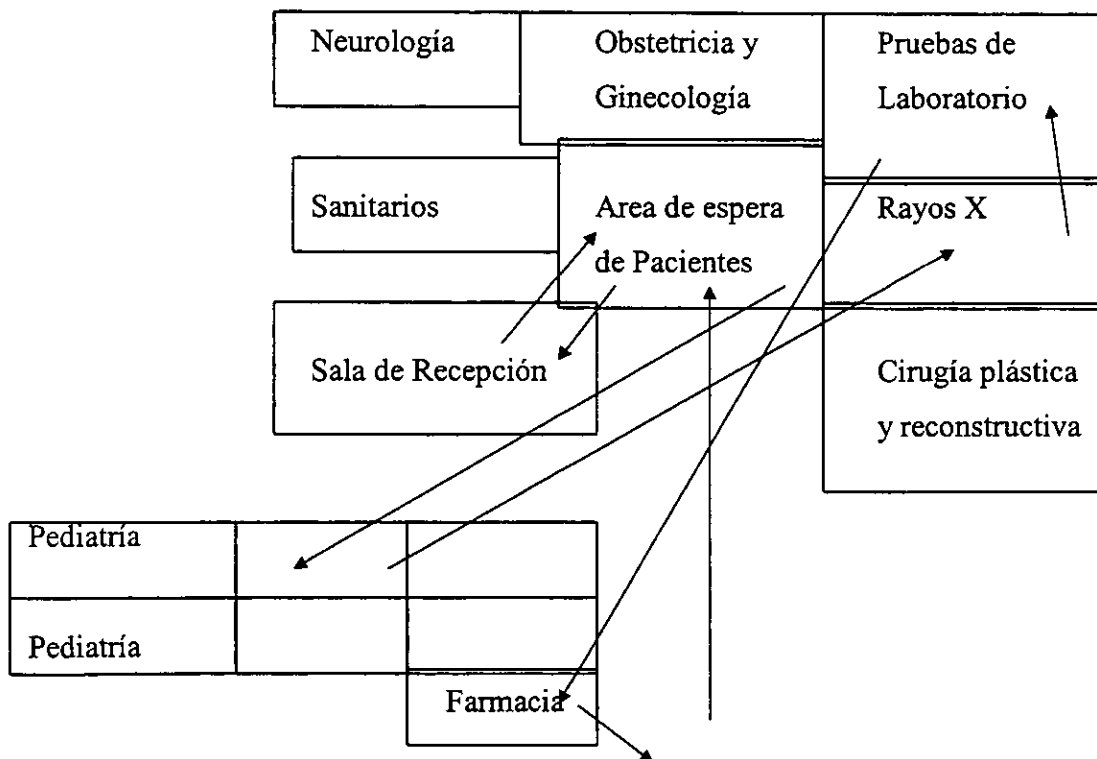 Neurología
Obstetricia y
Ginecología
Pruebas de
Laboratorio
Sanitarios
Area de espera
de Pacientes
Rayos X
Sala de Recepción
Cirugía plástica
y reconstructiva
Pediatría
Pediatría
Farmacia